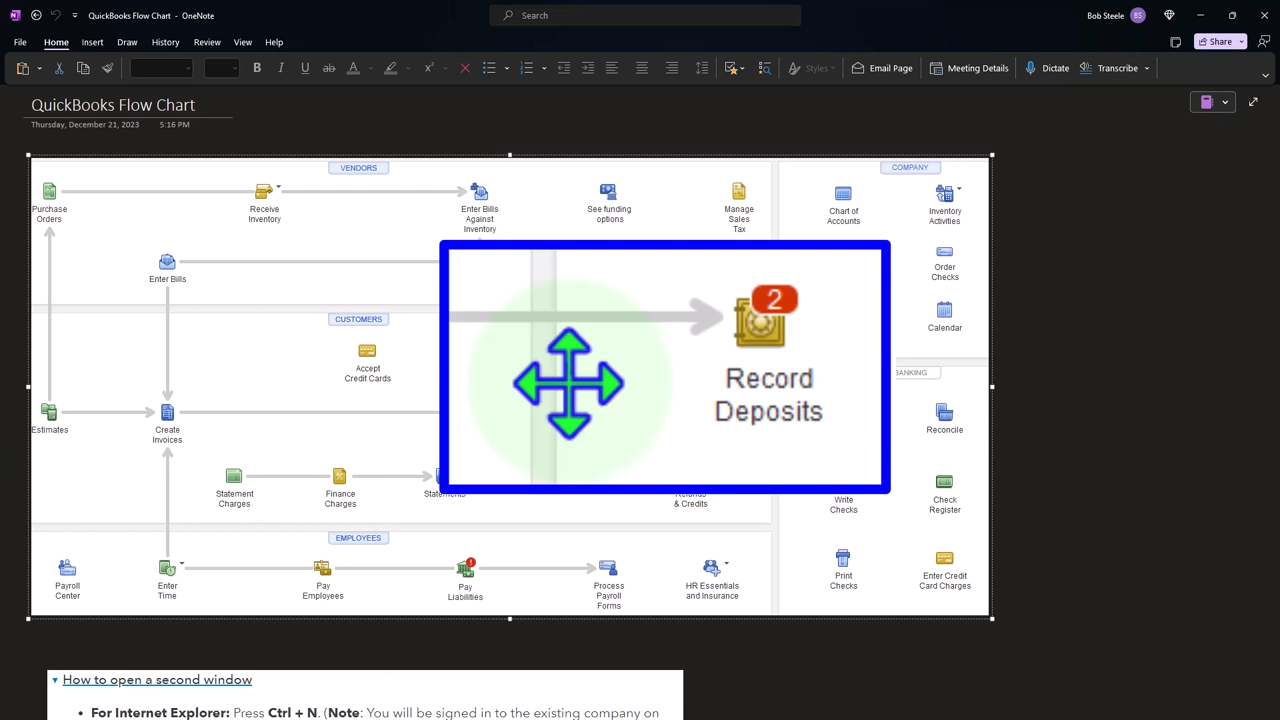 QuickBooks Flow Chart - OneNote
Search
Bob Steele
BS
File
Home
Insert
Draw
History
Review
View
Help
Share
Styles
Email Page
Meeting Details
Dictate
Transcribe
QuickBooks Flow Chart
Thursday, December 21, 2023
5:16 PM
VENDORS
COMPANY
Purchase
Orders
Receive
Inventory
Enter Bills
Against
Inventory
See funding
options
Manage
Sales
Tax
Chart of
Accounts
Inventory
Activities
Enter Bills
Order
Checks
2
Record
Deposits
CUSTOMERS
Calendar
Accept
Credit Cards
BANKING
Estimates
Create
Invoices
Reconcile
Statement
Charges
Finance
Charges
Statements
Refunds
& Credits
Write
Checks
Check
Register
EMPLOYEES
Payroll
Center
Enter
Time
Pay
Employees
Pay
Liabilities
Process
Payroll
Forms
HR Essentials
and Insurance
Print
Checks
Enter Credit
Card Charges
How to open a second window
• For Internet Explorer: Press Ctrl + N. (Note: You will be signed in to the existing company on